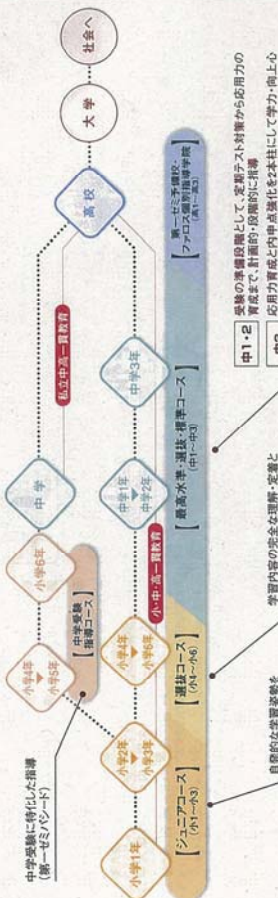 中学受験に特化した指導
(第一ゼミパシード)
小学4年
小学5年
小学6年
中学
私立中高一貫教育
【中学受験
指導コース】
小学1年
小学2年
小学3年
小学4年
小学6年
中学1年
中学2年
中学3年
高校
大学
社会へ
小・中・高一貫教育
【ジュニアコース】
(小1〜小3)
【選抜コース】
(小4〜小6)
【最高水準・選抜・標準コース】
(中1〜中3)
【第一ゼミ予備校・
ファロス個別指導学院】
(高1〜高3)
自発的な学習姿勢を
学習内容の完全な理解・定着と
中1・2
受験の準備段階として、定期テスト対策から応用力の
育成まで、計画的・段階的に指導
応用力育成と内申点強化を2本柱にして学力・向上心